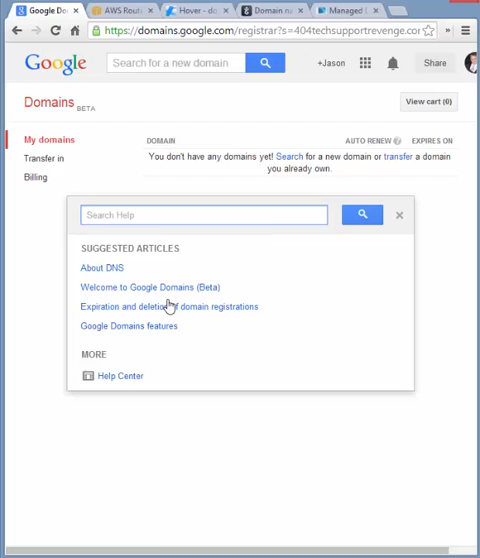 Google Do
AWS Rout
Hover - do
Domain na
Managed
https://domains.google.com/registrar?s=404techsupportrevenge.com
Google
Search for a new domain
+Jason
Share
Domains
BETA
View cart (0)
My domains
Transfer in
Billing
DOMAIN
AUTO RENEW ?
EXPIRES ON
You don't have any domains yet! Search for a new domain or transfer a domain
you already own.
Search Help
SUGGESTED ARTICLES
About DNS
Welcome to Google Domains (Beta)
Expiration and deletion of domain registrations
Google Domains features
MORE
Help Center